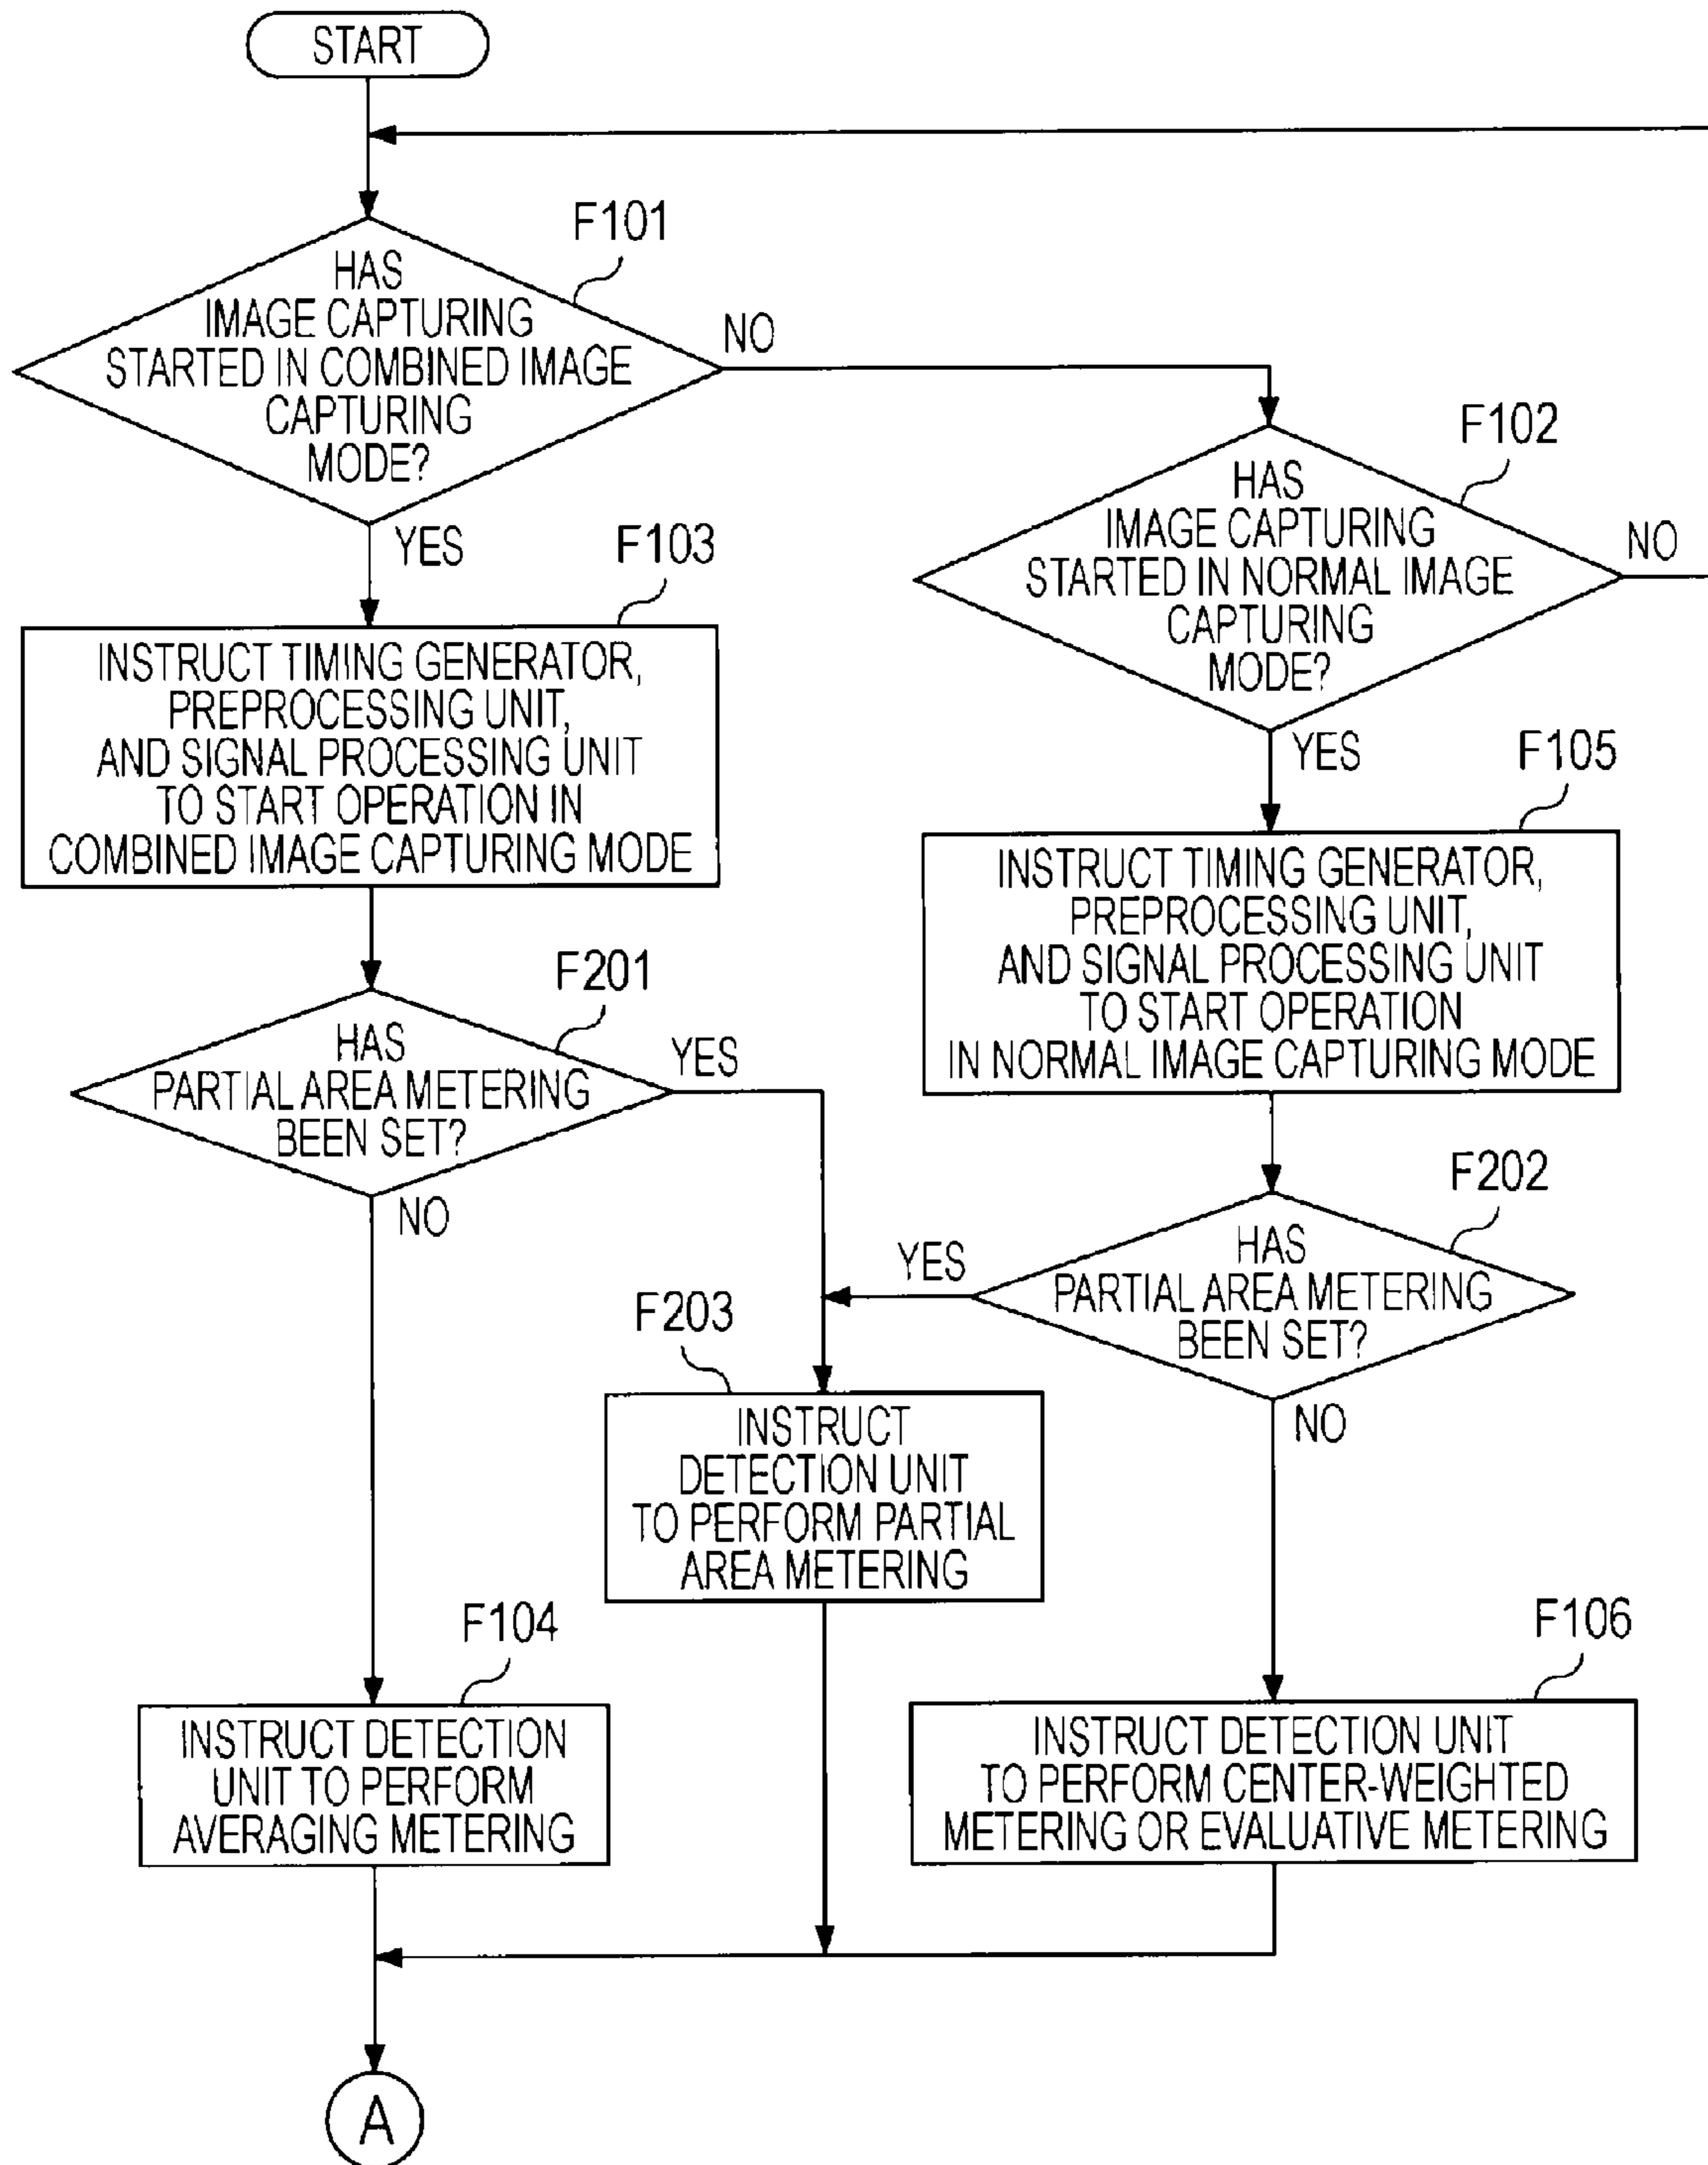 START
F101
HAS
IMAGE CAPTURING
STARTED IN COMBINED IMAGE
CAPTURING
MODE?
NO
YES
F102
HAS
IMAGE CAPTURING
STARTED IN NORMAL IMAGE
CAPTURING
MODE?
NO
YES
F103
INSTRUCT TIMING GENERATOR,
PREPROCESSING UNIT,
AND SIGNAL PROCESSING UNIT
TO START OPERATION IN
COMBINED IMAGE CAPTURING MODE
F105
INSTRUCT TIMING GENERATOR,
PREPROCESSING UNIT,
AND SIGNAL PROCESSING UNIT
TO START OPERATION
IN NORMAL IMAGE CAPTURING MODE
F201
HAS
PARTIAL AREA METERING
BEEN SET?
YES
NO
F202
HAS
PARTIAL AREA METERING
BEEN SET?
YES
NO
F203
INSTRUCT
DETECTION UNIT
TO PERFORM PARTIAL
AREA METERING
F104
INSTRUCT DETECTION
UNIT TO PERFORM
AVERAGING METERING
F106
INSTRUCT DETECTION UNIT
TO PERFORM CENTER-WEIGHTED
METERING OR EVALUATIVE METERING
A